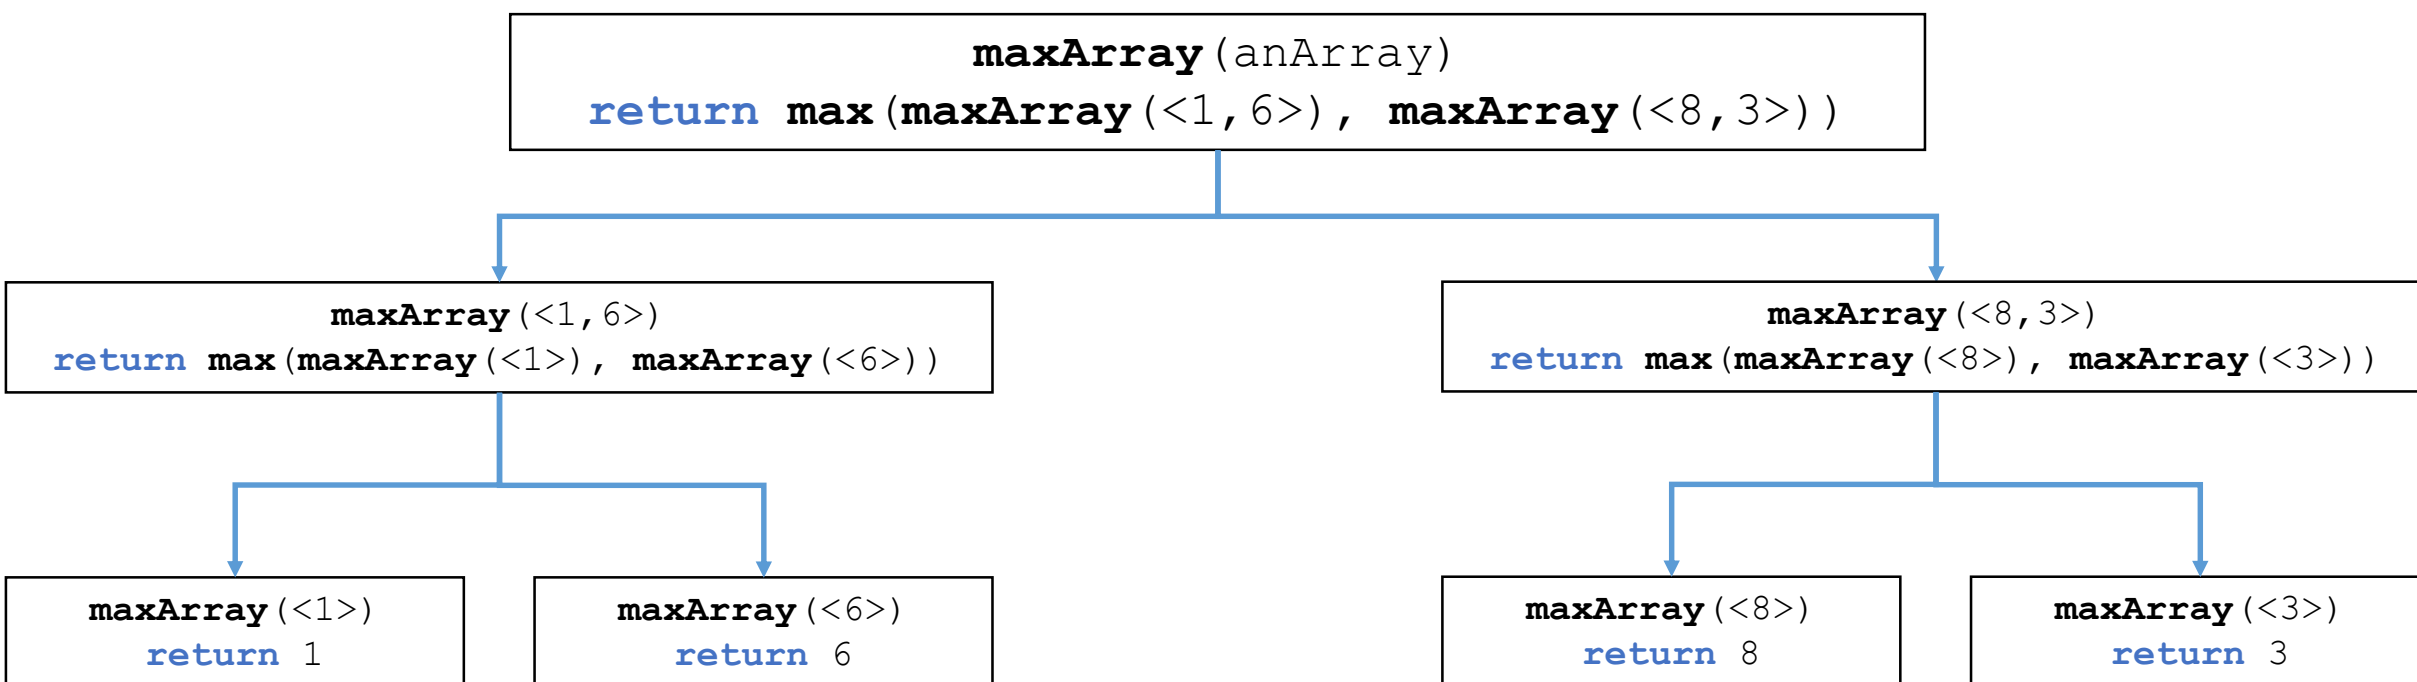 maxArray(anArray)
return max(maxArray(<1,6>), maxArray(<8,3>))
maxArray(<1,6>)
return max(maxArray(<1>), maxArray(<6>))
maxArray(<8,3>)
return max(maxArray(<8>), maxArray(<3>))
maxArray(<1>)
return 1
maxArray(<6>)
return 6
maxArray(<8>)
return 8
maxArray(<3>)
return 3